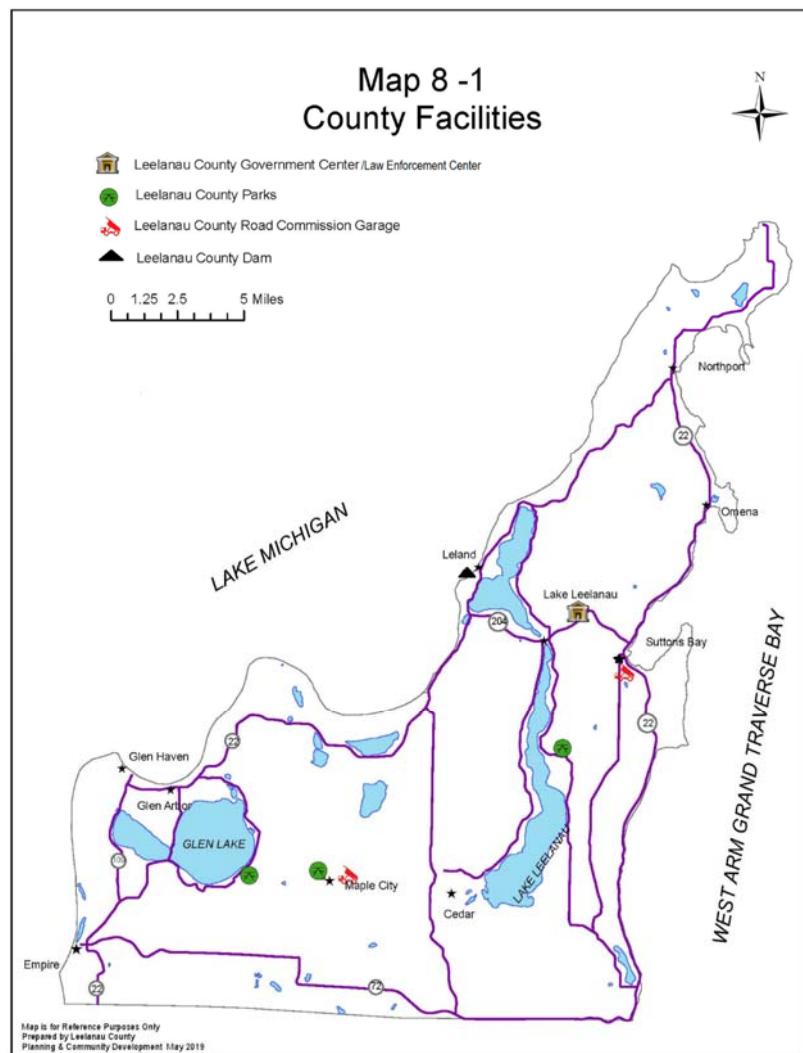 Map 8 -1
County Facilities
N
Leelanau County Government Center/Law Enforcement Center
Leelanau County Parks
Leelanau County Road Commission Garage
Leelanau County Dam
0 1.25 2.5 5 Miles
Northport
22
Omena
LAKE MICHIGAN
Leland
Lake Leelanau
204
Suttons Bay
22
WEST ARM GRAND TRAVERSE BAY
22
Glen Haven
Glen Arbor
GLEN LAKE
LAKE LEELANAU
109
Maple City
Cedar
Empire
22
72
Map is for Reference Purposes Only
Prepared by Leelanau County
Planning & Community Development May 2019